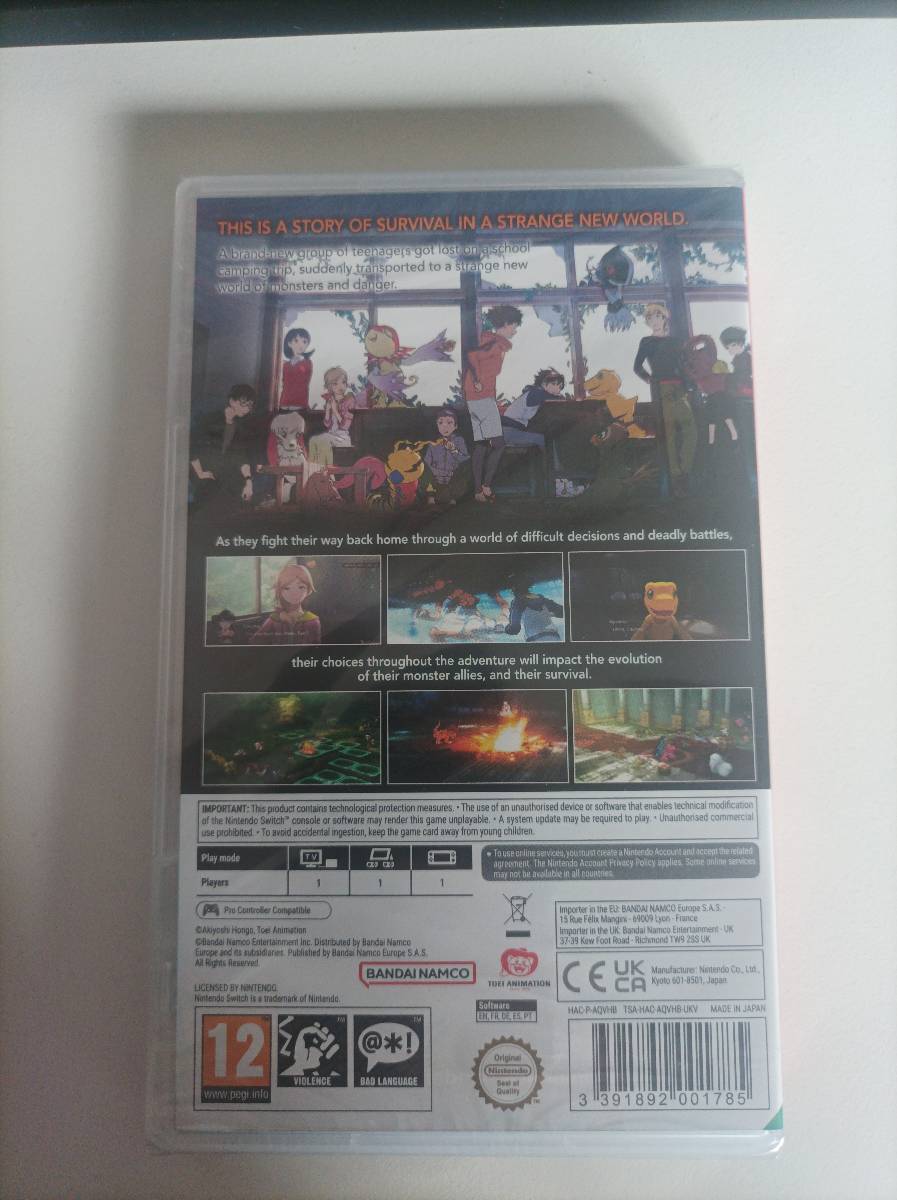 THIS IS A STORY OF SURVIVAL IN A STRANGE NEW WORLD.
A brand-new group of teenagers got lost on a school
camping trip, suddenly transported to a strange new
world of monsters and danger.
As they fight their way back home through a world of difficult decisions and deadly battles,
their choices throughout the adventure will impact the evolution
of their monster allies, and their survival.
IMPORTANT: This product contains technological protection measures. • The use of an unauthorised device or software that enables technical modification
of the Nintendo Switch™ console or software may render this game unplayable. • A system update may be required to play. • Unauthorised commercial
use prohibited. • To avoid accidental ingestion, keep the game card away from young children.
Play mode
TV
Players
1
1
1
• To use online services, you must create a Nintendo Account and accept the related
agreement. The Nintendo Account Privacy Policy applies. Some online services
may not be available in all countries.
Pro Controller Compatible
©Akiyoshi Hongo, Toei Animation
©Bandai Namco Entertainment Inc. Distributed by Bandai Namco
Europe and its subsidiaries. Published by Bandai Namco Europe S.A.S.
All Rights Reserved.
LICENSED BY NINTENDO.
Nintendo Switch is a trademark of Nintendo.
BANDAI NAMCO
TOEI ANIMATION
Software
EN, FR, DE, ES, PT
Importer in the EU: BANDAI NAMCO Europe S.A.S. -
15 Rue Félix Mangini - 69009 Lyon - France
Importer in the UK: Bandai Namco Entertainment - UK
37-39 Kew Foot Road - Richmond TW9 2SS UK
CE UK
CA
Manufacturer: Nintendo Co., Ltd.,
Kyoto 601-8501, Japan
HAC-P-AQVHB TSA-HAC-AQVHB-UKV MADE IN JAPAN
12
www.pegi.info
VIOLENCE
@*!
BAD LANGUAGE
Original
Nintendo
Seal of
Quality
3 391892 001785